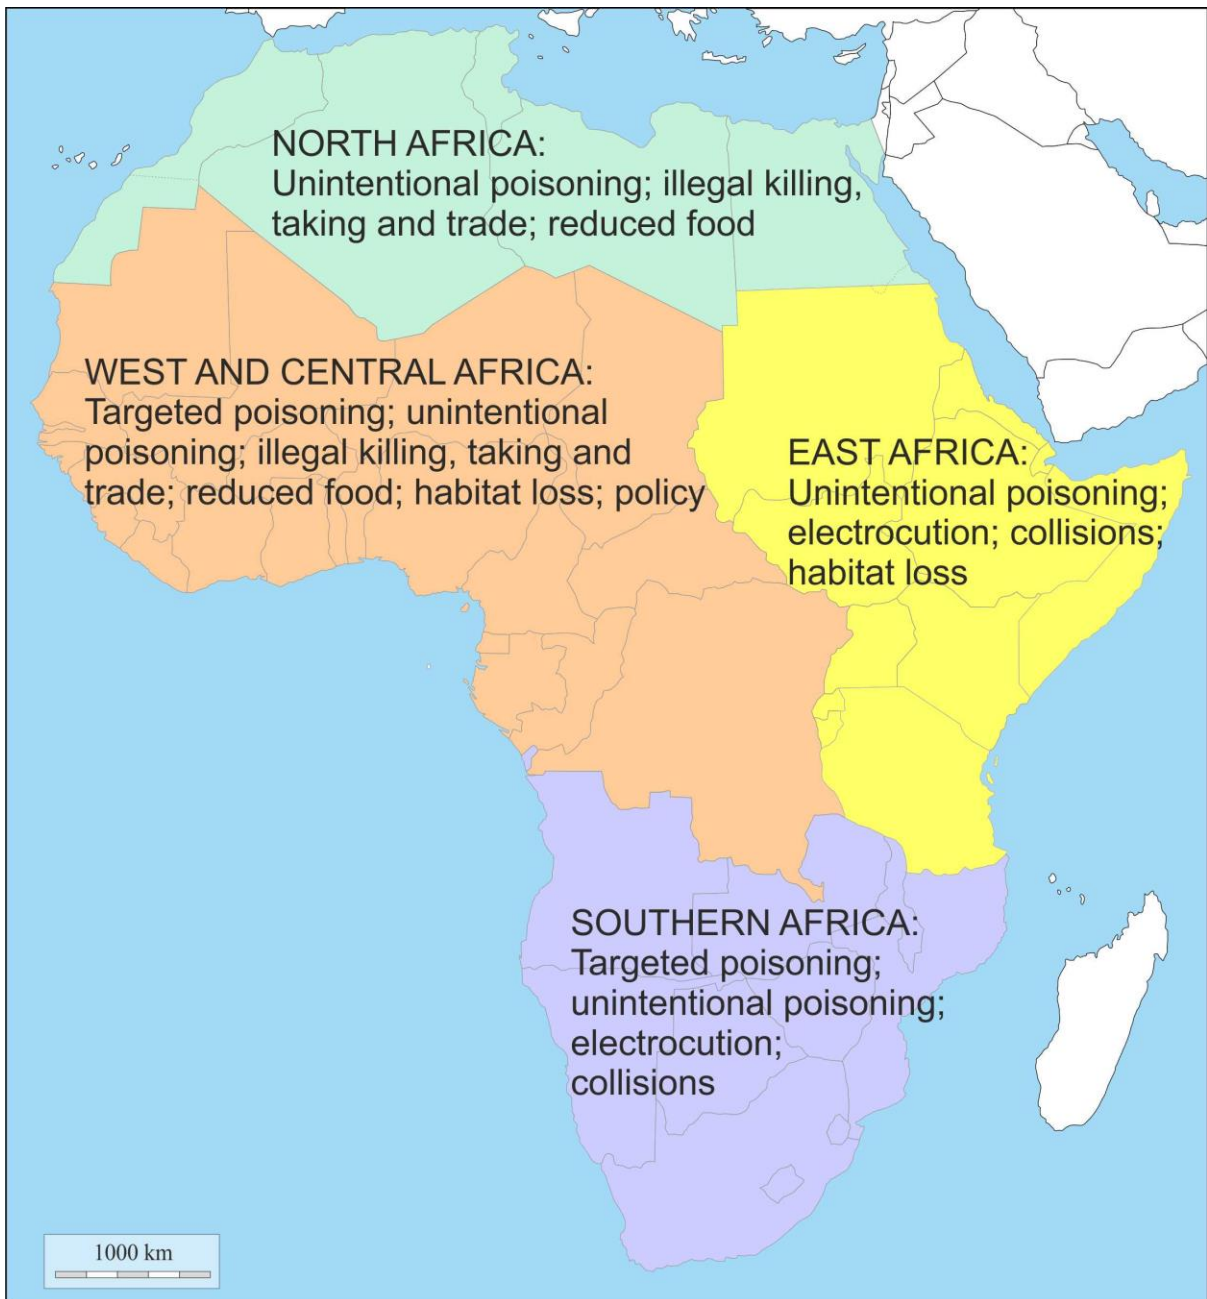 NORTH AFRICA:
Unintentional poisoning; illegal killing,
taking and trade; reduced food
WEST AND CENTRAL AFRICA:
Targeted poisoning; unintentional
poisoning; illegal killing, taking and
trade; reduced food; habitat loss; policy
EAST AFRICA:
Unintentional poisoning;
electrocution; collisions;
habitat loss
SOUTHERN AFRICA:
Targeted poisoning;
unintentional poisoning;
electrocution;
collisions
1000 km